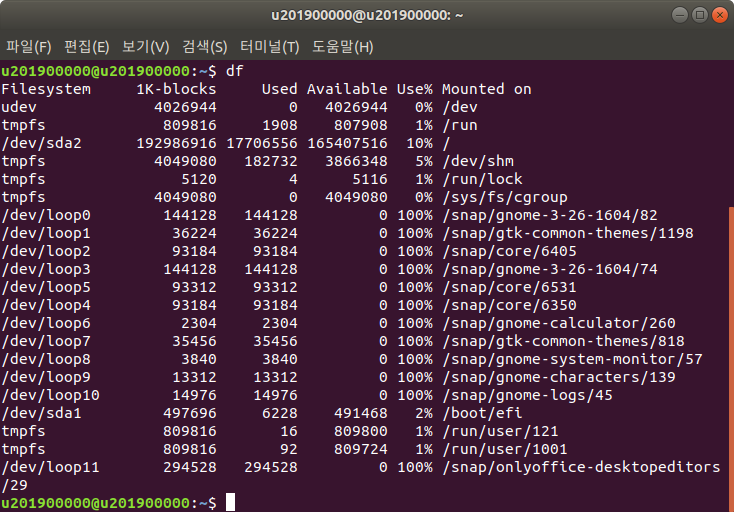 u201900000@u201900000: ~
파일(F) 편집(E) 보기(V) 검색(S) 터미널(T) 도움말(H)
u201900000@u201900000:~$ df
Filesystem     1K-blocks     Used Available Use% Mounted on
udev             4026944        0   4026944   0% /dev
tmpfs             809816     1908    807908   1% /run
/dev/sda2      192986916 17706556 165407516  10% /
tmpfs            4049080   182732   3866348   5% /dev/shm
tmpfs               5120        4      5116   1% /run/lock
tmpfs            4049080        0   4049080   0% /sys/fs/cgroup
/dev/loop0        144128   144128         0 100% /snap/gnome-3-26-1604/82
/dev/loop1         36224    36224         0 100% /snap/gtk-common-themes/1198
/dev/loop2         93184    93184         0 100% /snap/core/6405
/dev/loop3        144128   144128         0 100% /snap/gnome-3-26-1604/74
/dev/loop5         93312    93312         0 100% /snap/core/6531
/dev/loop4         93184    93184         0 100% /snap/core/6350
/dev/loop6          2304     2304         0 100% /snap/gnome-calculator/260
/dev/loop7         35456    35456         0 100% /snap/gtk-common-themes/818
/dev/loop8          3840     3840         0 100% /snap/gnome-system-monitor/57
/dev/loop9         13312    13312         0 100% /snap/gnome-characters/139
/dev/loop10        14976    14976         0 100% /snap/gnome-logs/45
/dev/sda1         497696     6228    491468   2% /boot/efi
tmpfs             809816       16    809800   1% /run/user/121
tmpfs             809816       92    809724   1% /run/user/1001
/dev/loop11       294528   294528         0 100% /snap/onlyoffice-desktopeditors
/29
u201900000@u201900000:~$